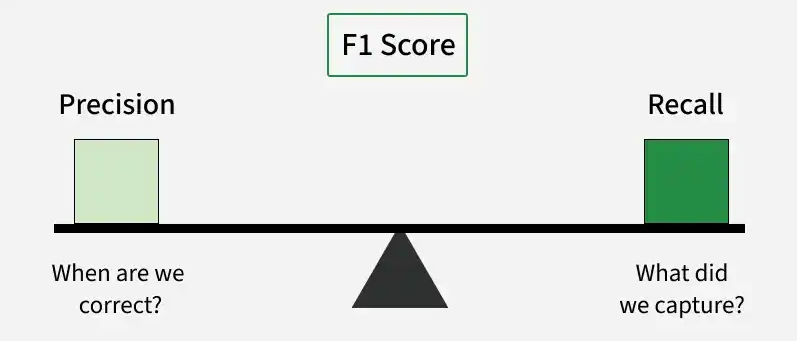 F1 Score
Precision
Recall
When are we
correct?
What did
we capture?